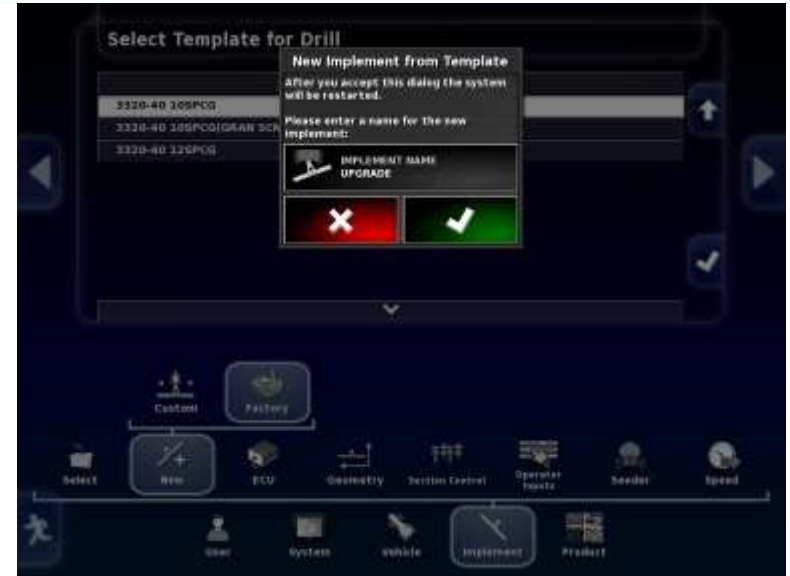 Select Template for Drill
New Implement from Template
After you accept this dialog the system
will be restarted.
Please enter a name for the new
implement:
IMPLEMENT NAME
UPGRADE
3320-40 10SPCG
3320-40 10SPCG(GRAN SCN
3320-40 12SPCG
Custom
Factory
Select
New
ECU
Geometry
Section Control
Operator
Inputs
Seeder
Speed
User
System
Vehicle
Implement
Product